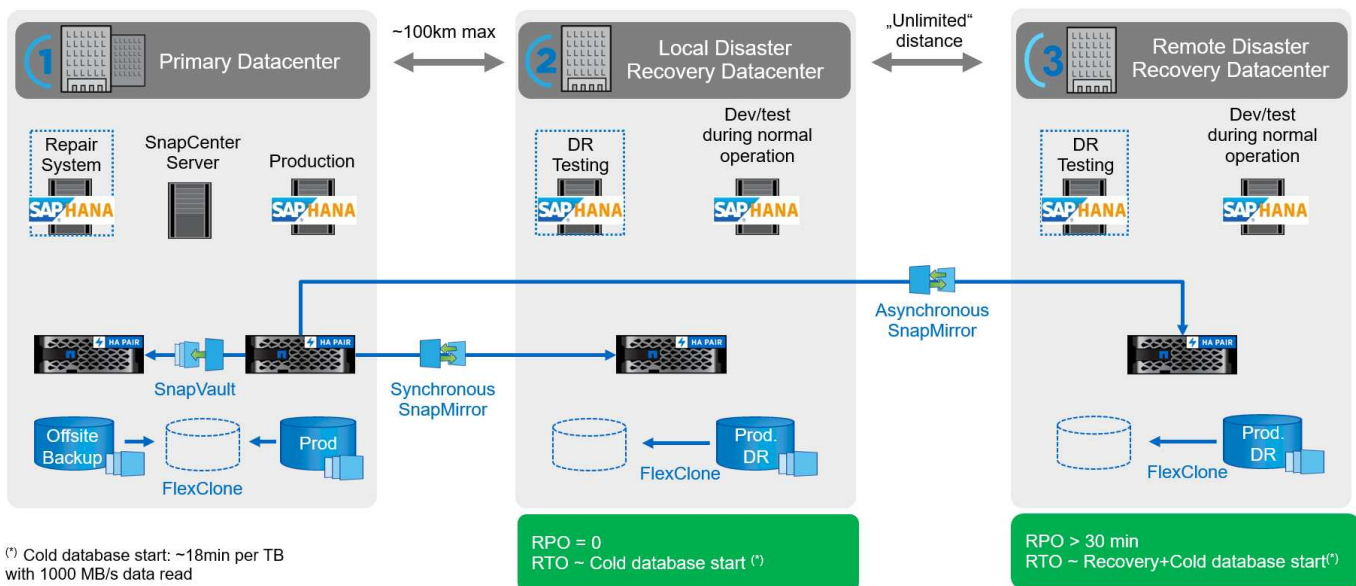 1
Primary Datacenter
~100km max
2
Local Disaster
Recovery Datacenter
„Unlimited“
distance
3
Remote Disaster
Recovery Datacenter
Repair
System
SAP HANA
SnapCenter
Server
Production
SAP HANA
DR
Testing
SAP HANA
Dev/test
during normal
operation
SAP HANA
DR
Testing
SAP HANA
Dev/test
during normal
operation
SAP HANA
Asynchronous
SnapMirror
HA PAIR
HA PAIR
HA PAIR
HA PAIR
SnapVault
Synchronous
SnapMirror
Offsite
Backup
Prod
FlexClone
Prod.
DR
FlexClone
Prod.
DR
FlexClone
(*) Cold database start: ~18min per TB
with 1000 MB/s data read
RPO = 0
RTO ~ Cold database start (*)
RPO > 30 min
RTO ~ Recovery+Cold database start(*)